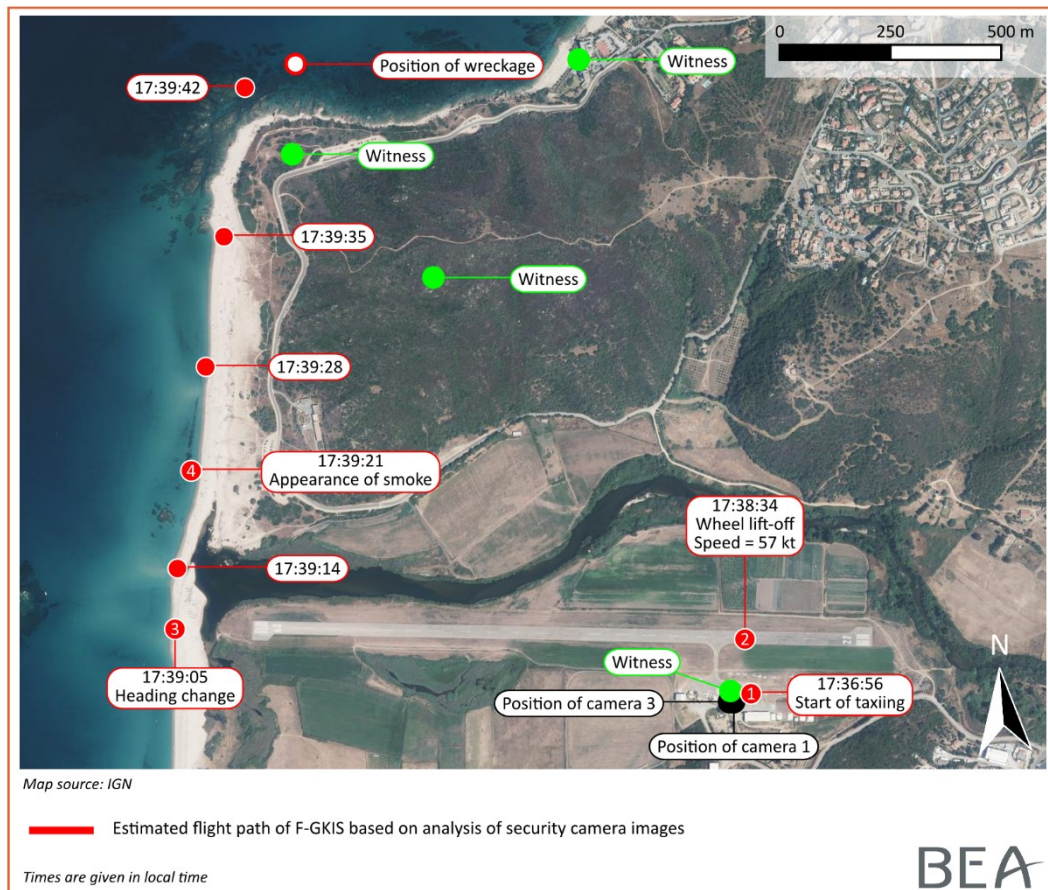 0 250 500 m
Position of wreckage
Witness
17:39:42
Witness
17:39:35
Witness
17:39:28
17:39:21
Appearance of smoke
17:38:34
Wheel lift-off
Speed = 57 kt
17:39:14
3
4
2
1
17:39:05
Heading change
Witness
17:36:56
Start of taxiing
Position of camera 3
Position of camera 1
N
Map source: IGN
Estimated flight path of F-GKIS based on analysis of security camera images
Times are given in local time
BEA